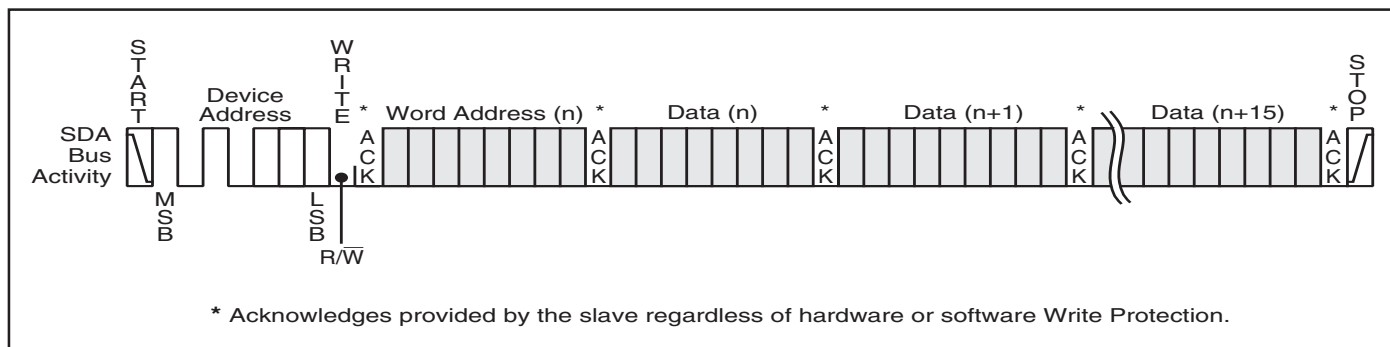 START
WRITE
STOP
Device
Address
* Word Address (n) * Data (n) * Data (n+1) * Data (n+15) *
SDA
Bus
Activity
ACK
ACK
ACK
ACK
ACK
MSB
LSB
R/W̅
* Acknowledges provided by the slave regardless of hardware or software Write Protection.